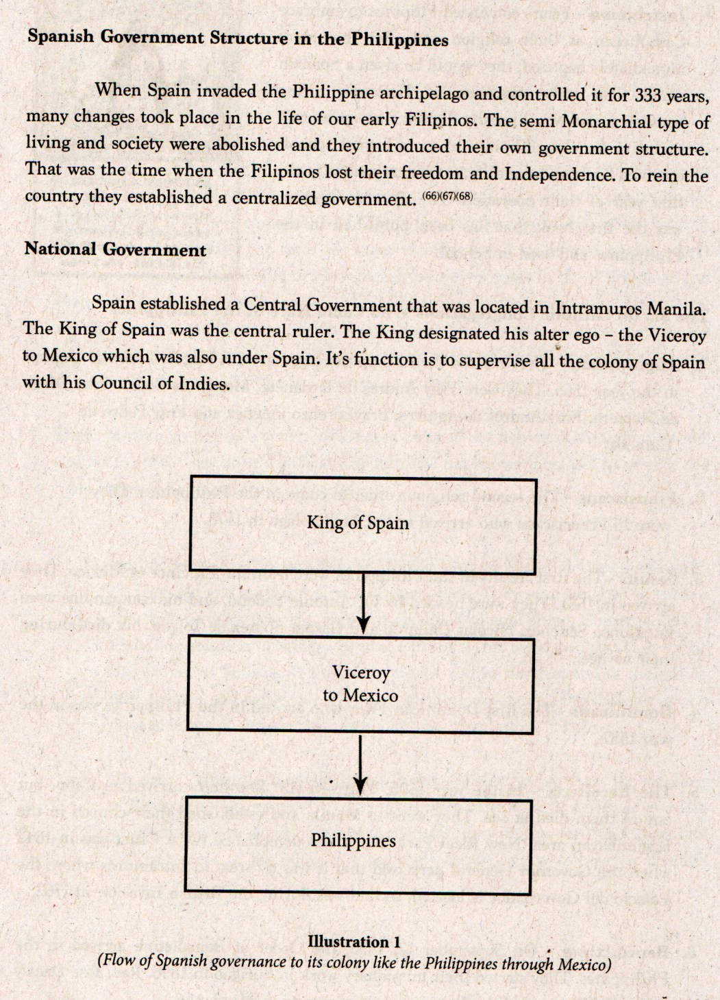 Spanish Government Structure in the Philippines
When Spain invaded the Philippine archipelago and controlled it for 333 years,
many changes took place in the life of our early Filipinos. The semi Monarchial type of
living and society were abolished and they introduced their own government structure.
That was the time when the Filipinos lost their freedom and Independence. To rein the
country they established a centralized government. (66)(67)(68)
National Government
Spain established a Central Government that was located in Intramuros Manila.
The King of Spain was the central ruler. The King designated his alter ego – the Viceroy
to Mexico which was also under Spain. It's function is to supervise all the colony of Spain
with his Council of Indies.
King of Spain
Viceroy
to Mexico
Philippines
Illustration 1
(Flow of Spanish governance to its colony like the Philippines through Mexico)